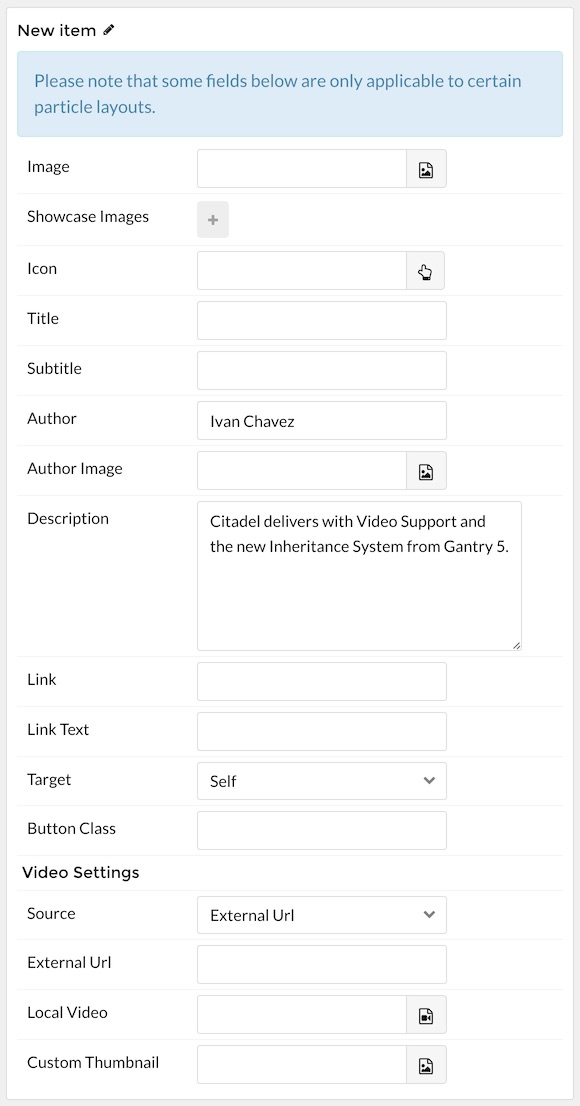 New item
Please note that some fields below are only applicable to certain
particle layouts.
Image
Showcase Images
+
Icon
Title
Subtitle
Author
Ivan Chavez
Author Image
Description
Citadel delivers with Video Support and
the new Inheritance System from Gantry 5.
Link
Link Text
Target
Self
Button Class
Video Settings
Source
External Url
External Url
Local Video
Custom Thumbnail